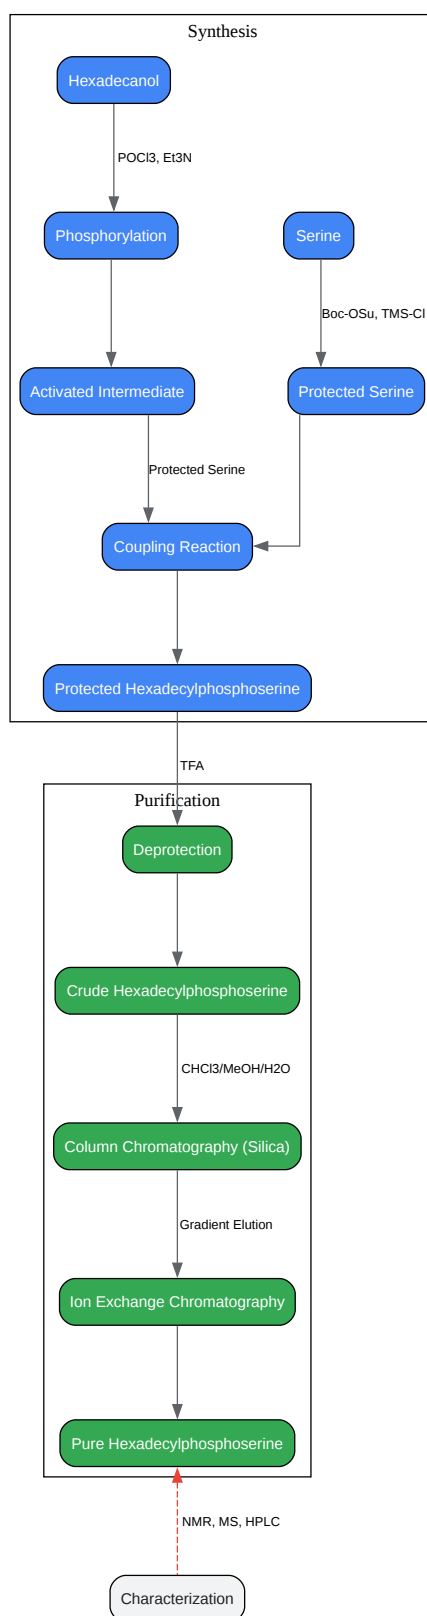 Synthesis
Hexadecanol
POCl3, Et3N
Phosphorylation
Serine
Boc-OSu, TMS-Cl
Activated Intermediate
Protected Serine
Protected Serine
Coupling Reaction
Protected Hexadecylphosphoserine
TFA
Purification
Deprotection
Crude Hexadecylphosphoserine
CHCl3/MeOH/H2O
Column Chromatography (Silica)
Gradient Elution
Ion Exchange Chromatography
Pure Hexadecylphosphoserine
NMR, MS, HPLC
Characterization